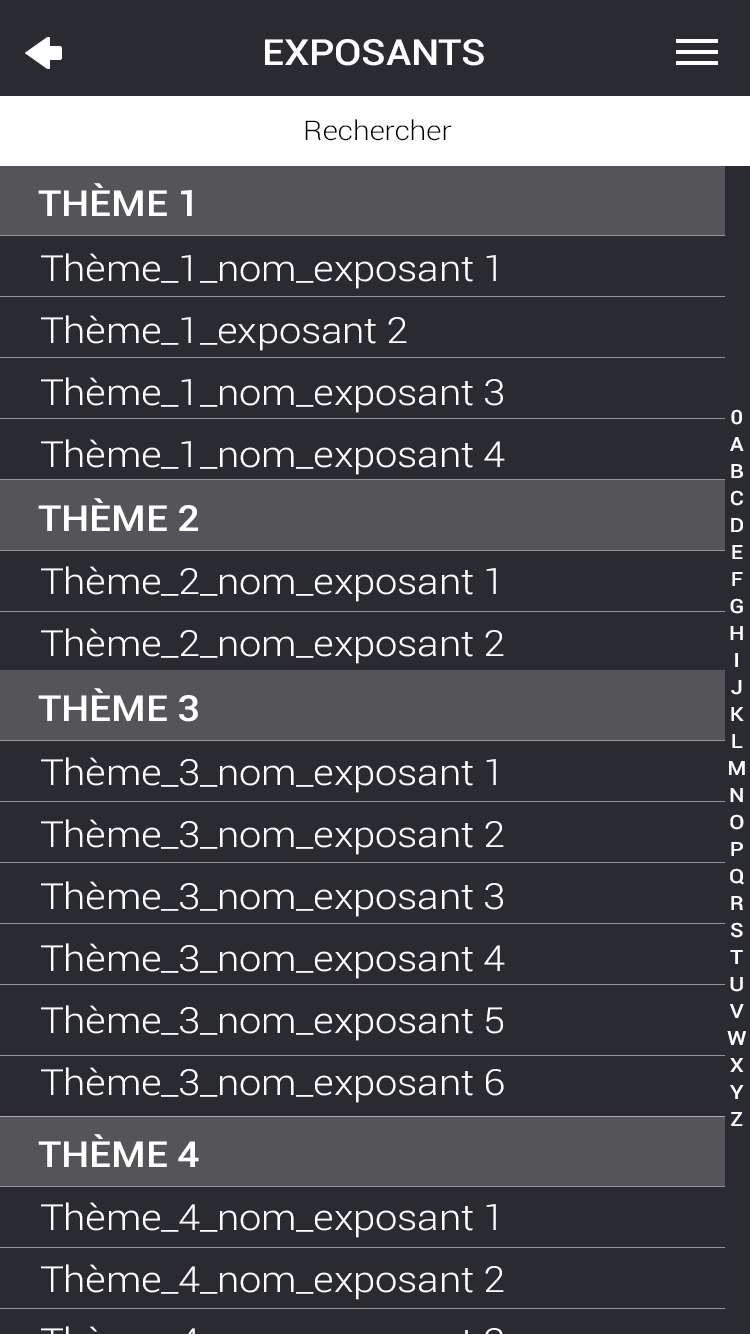 EXPOSANTS
Rechercher
THÈME 1
Thème_1_nom_exposant 1
Thème_1_exposant 2
Thème_1_nom_exposant 3
Thème_1_nom_exposant 4
THÈME 2
Thème_2_nom_exposant 1
Thème_2_nom_exposant 2
THÈME 3
Thème_3_nom_exposant 1
Thème_3_nom_exposant 2
Thème_3_nom_exposant 3
Thème_3_nom_exposant 4
Thème_3_nom_exposant 5
Thème_3_nom_exposant 6
THÈME 4
Thème_4_nom_exposant 1
Thème_4_nom_exposant 2
0
A
B
C
D
E
F
G
H
I
J
K
L
M
N
O
P
Q
R
S
T
U
V
W
X
Y
Z